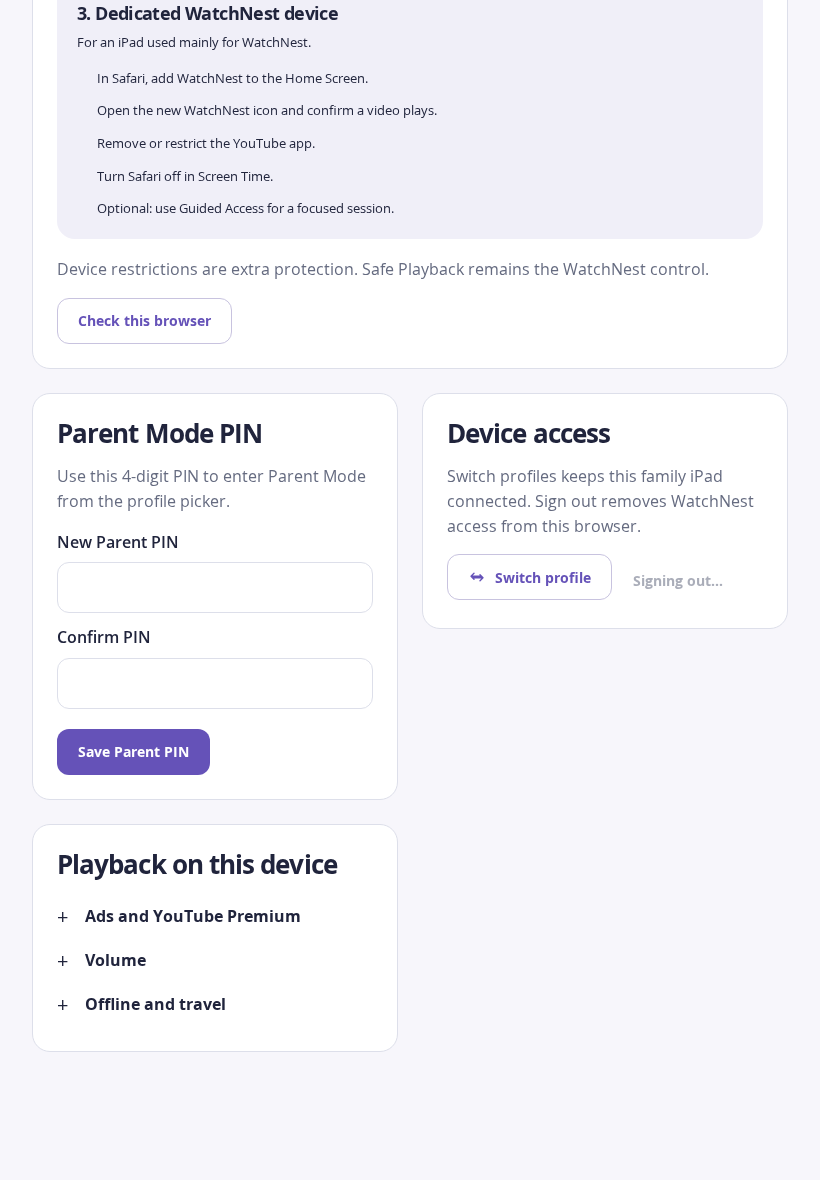 3. Dedicated WatchNest device
For an iPad used mainly for WatchNest.
In Safari, add WatchNest to the Home Screen.
Open the new WatchNest icon and confirm a video plays.
Remove or restrict the YouTube app.
Turn Safari off in Screen Time.
Optional: use Guided Access for a focused session.
Device restrictions are extra protection. Safe Playback remains the WatchNest control.
Check this browser
Parent Mode PIN
Use this 4-digit PIN to enter Parent Mode
from the profile picker.
New Parent PIN
Confirm PIN
Save Parent PIN
Device access
Switch profiles keeps this family iPad
connected. Sign out removes WatchNest
access from this browser.
Switch profile
Signing out...
Playback on this device
+ Ads and YouTube Premium
+ Volume
+ Offline and travel